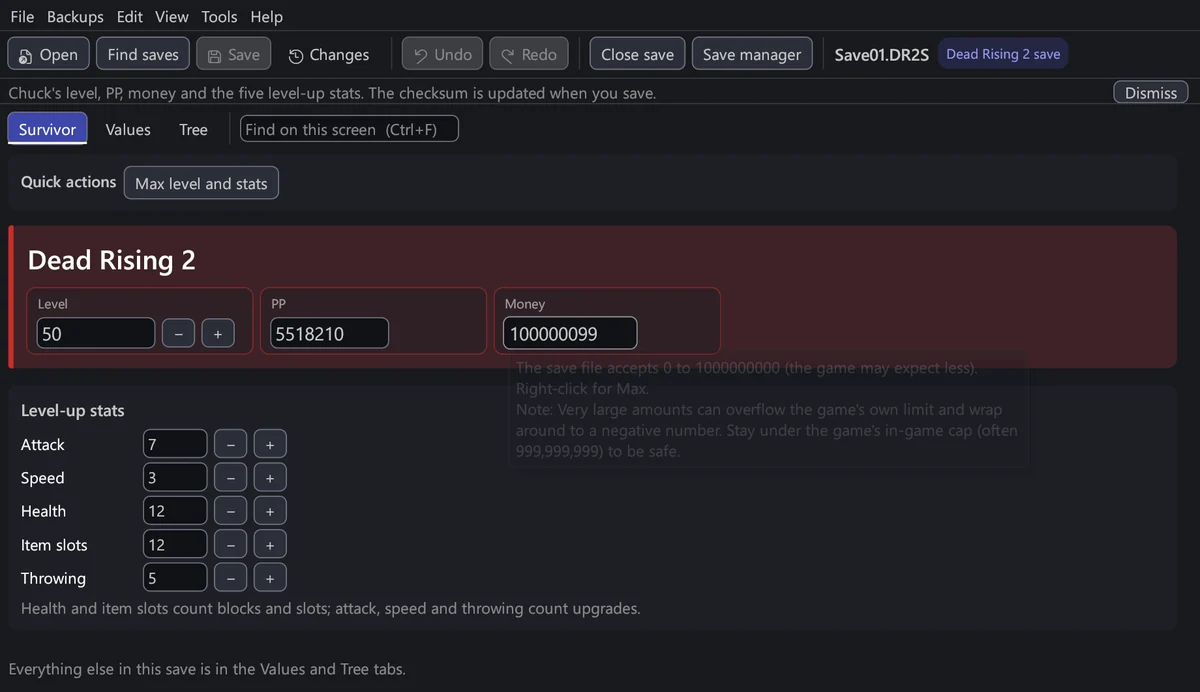 File Backups Edit View Tools Help
Open Find saves Save Changes Undo Redo Close save Save manager Save01.DR2S Dead Rising 2 save
Chuck's level, PP, money and the five level-up stats. The checksum is updated when you save. Dismiss
Survivor Values Tree Find on this screen (Ctrl+F)
Quick actions Max level and stats
Dead Rising 2
Level PP Money
50 – + 5518210 100000099
The save file accepts 0 to 1000000000 (the game may expect less).
Right-click for Max.
Note: Very large amounts can overflow the game's own limit and wrap
around to a negative number. Stay under the game's in-game cap (often
999,999,999) to be safe.
Level-up stats
Attack 7 – +
Speed 3 – +
Health 12 – +
Item slots 12 – +
Throwing 5 – +
Health and item slots count blocks and slots; attack, speed and throwing count upgrades.
Everything else in this save is in the Values and Tree tabs.